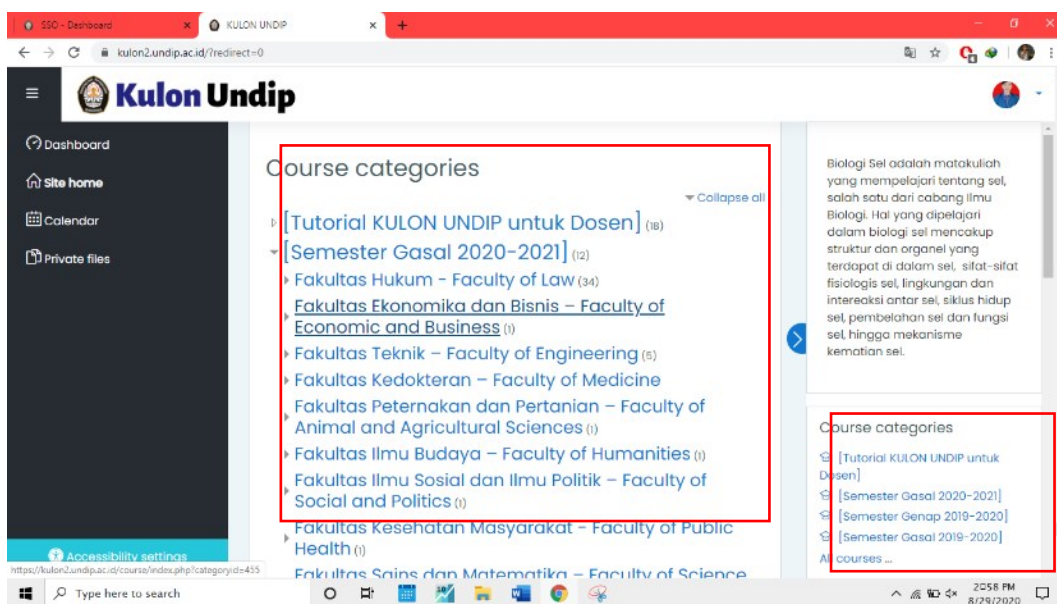 SSO - Dashboard
KULON UNDIP
kulon2.undip.ac.id/?redirect=0
Kulon Undip
Dashboard
Site home
Calendar
Private files
Accessibility settings
https://kulon2.undip.ac.id/course/index.php?categoryid=455
Course categories
Collapse all
[Tutorial KULON UNDIP untuk Dosen] (18)
[Semester Gasal 2020-2021] (12)
Fakultas Hukum - Faculty of Law (34)
Fakultas Ekonomika dan Bisnis – Faculty of
Economic and Business (1)
Fakultas Teknik – Faculty of Engineering (5)
Fakultas Kedokteran – Faculty of Medicine
Fakultas Peternakan dan Pertanian – Faculty of
Animal and Agricultural Sciences (1)
Fakultas Ilmu Budaya – Faculty of Humanities (1)
Fakultas Ilmu Sosial dan Ilmu Politik – Faculty of
Social and Politics (1)
Fakultas Kesehatan Masyarakat - Faculty of Public
Health (1)
Fakultas Sains dan Matematika – Faculty of Science
Biologi Sel adalah matakuliah
yang mempelajari tentang sel,
salah satu dari cabang Ilmu
Biologi. Hal yang dipelajari
dalam biologi sel mencakup
struktur dan organel yang
terdapat di dalam sel, sifat-sifat
fisiologis sel, lingkungan dan
intereaksi antar sel, siklus hidup
sel, pembelahan sel dan fungsi
sel, hingga mekanisme
kematian sel.
Course categories
[Tutorial KULON UNDIP untuk
Dosen]
[Semester Gasal 2020-2021]
[Semester Genap 2019-2020]
[Semester Gasal 2019-2020]
All courses ...
Type here to search
2058 PM
8/29/2020